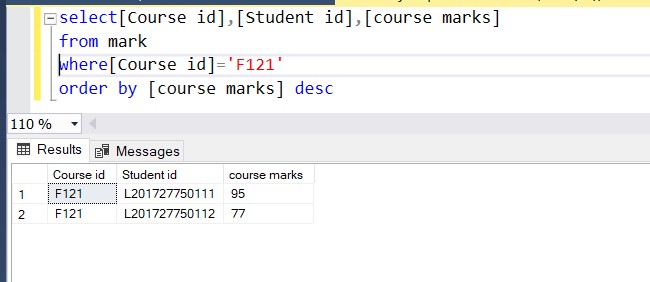 select[Course id],[Student id],[course marks]
from mark
where[Course id]='F121'
order by [course marks] desc
110 %
Results Messages
Course id Student id course marks
1 F121 L201727750111 95
2 F121 L201727750112 77